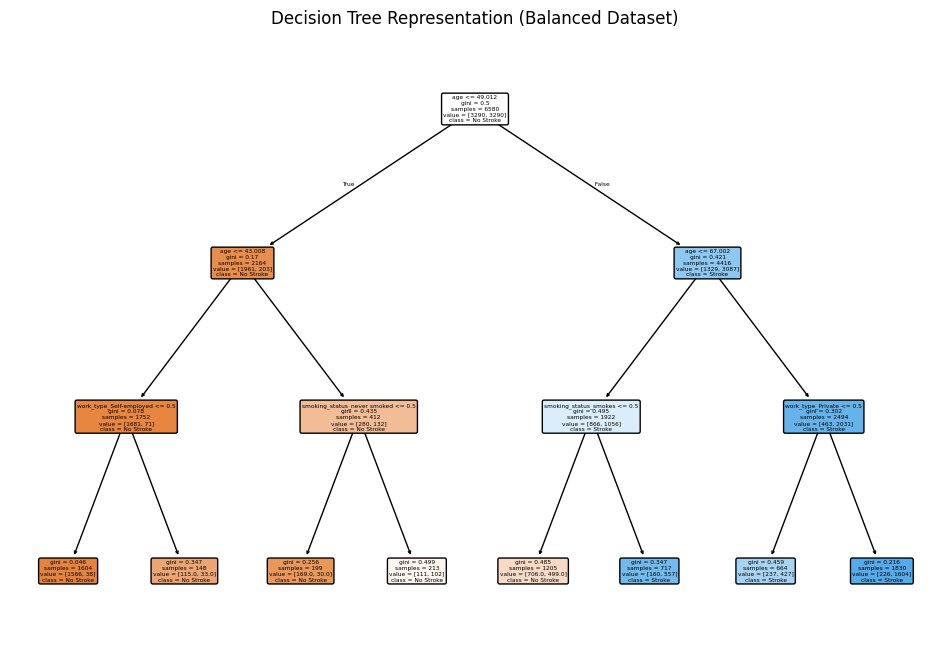 Decision Tree Representation (Balanced Dataset)
age <= 49.012
gini = 0.5
samples = 6580
value = [3290, 3290]
class = No Stroke
True
False
age <= 43.008
gini = 0.17
samples = 2164
value = [1961, 203]
class = No Stroke
age <= 67.002
gini = 0.421
samples = 4416
value = [1329, 3087]
class = Stroke
work_type_Self-employed <= 0.5
gini = 0.078
samples = 1752
value = [1681, 71]
class = No Stroke
smoking_status_never smoked <= 0.5
gini = 0.435
samples = 412
value = [280, 132]
class = No Stroke
smoking_status_smokes <= 0.5
gini = 0.495
samples = 1922
value = [866, 1056]
class = Stroke
work_type_Private <= 0.5
gini = 0.302
samples = 2494
value = [463, 2031]
class = Stroke
gini = 0.046
samples = 1604
value = [1566, 38]
class = No Stroke
gini = 0.347
samples = 148
value = [115.0, 33.0]
class = No Stroke
gini = 0.256
samples = 199
value = [169.0, 30.0]
class = No Stroke
gini = 0.499
samples = 213
value = [111, 102]
class = No Stroke
gini = 0.485
samples = 1205
value = [706.0, 499.0]
class = No Stroke
gini = 0.347
samples = 717
value = [160, 557]
class = Stroke
gini = 0.459
samples = 664
value = [237, 427]
class = Stroke
gini = 0.216
samples = 1830
value = [226, 1604]
class = Stroke